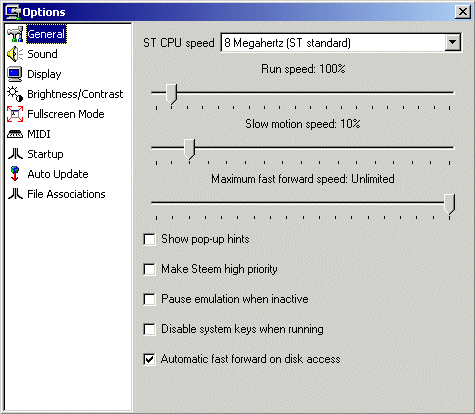 Options
General
Sound
Display
Brightness/Contrast
Fullscreen Mode
MIDI
Startup
Auto Update
File Associations
ST CPU speed 8 Megahertz (ST standard)
Run speed: 100%
Slow motion speed: 10%
Maximum fast forward speed: Unlimited
Show pop-up hints
Make Steem high priority
Pause emulation when inactive
Disable system keys when running
Automatic fast forward on disk access